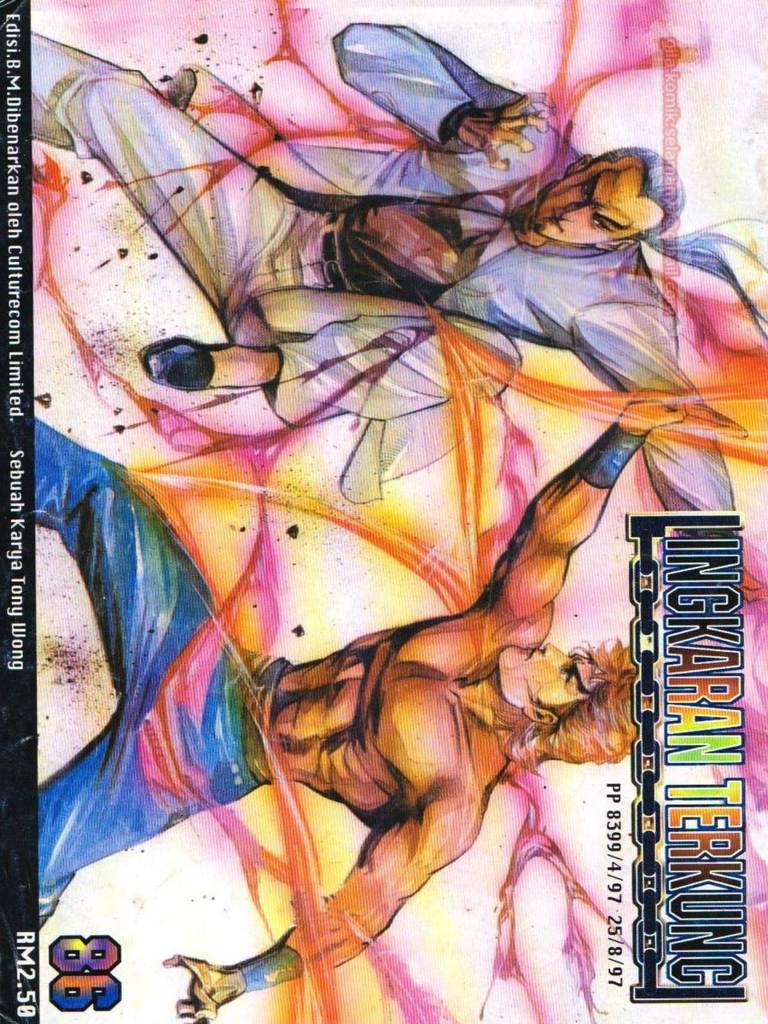 LINGKARAN TERKUNCI
PP 8399/4/97 25/8/97
86
RM2.50
Edisi.B.M.Dibenarkan oleh Culturecom Limited. Sebuah Karya Tony Wong